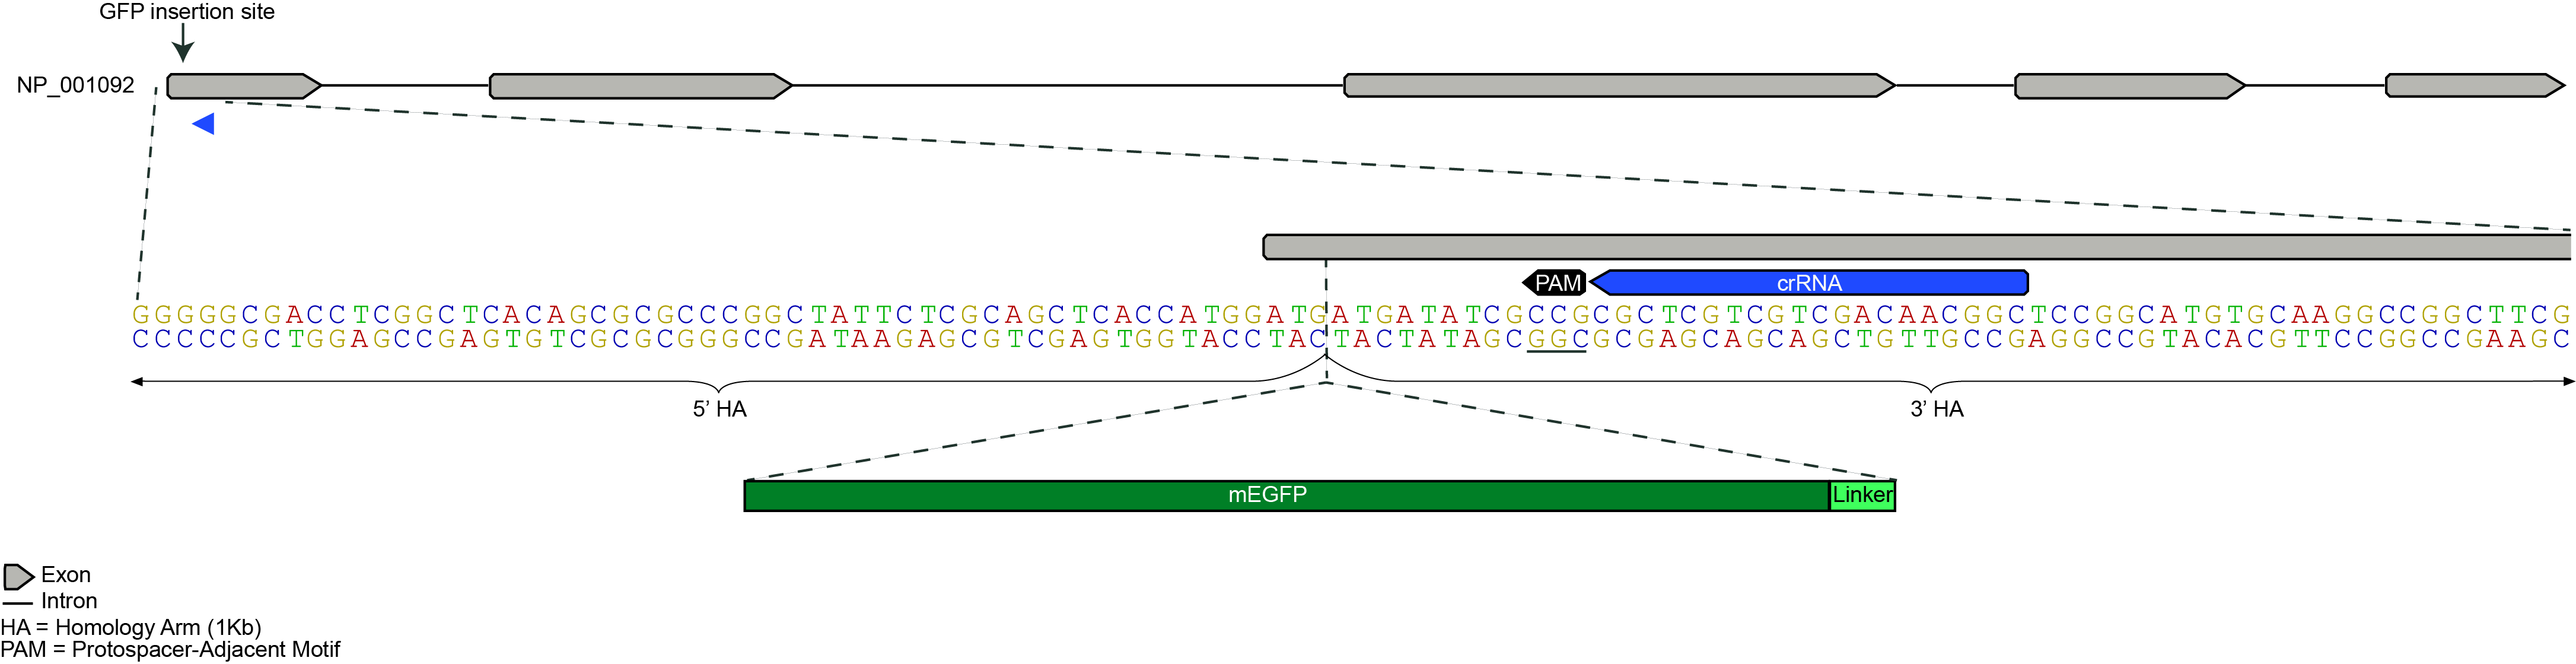 GFP insertion site
NP_001092
PAM
crRNA
GGGGGCGACCTCGGCTCACAGCGCGCCCGGCTATTCTCGCAGCTCACCATGGATGATGATATCGCCGCGCTCGTCGTCGACAACGGCTCCGGCATGTGCAAGGCCGGCTTCG
CCCCCGCTGGAGCCGAGTGTCGCGCGGGCCGATAAGAGCGTCGAGTGGTACCTACTACTATAGCGGCGCGAGCAGCAGCTGTTGCCGAGGCCGTACACGTTCCGGCCGAAGC
5’ HA
3’ HA
mEGFP
Linker
Exon
Intron
HA = Homology Arm (1Kb)
PAM = Protospacer-Adjacent Motif